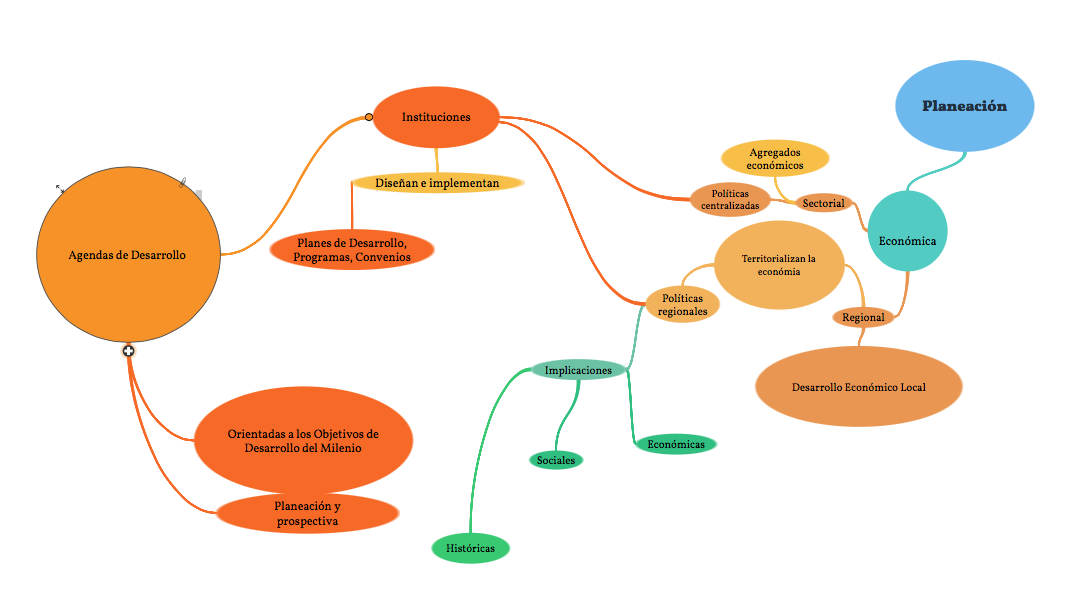 Planeación
Instituciones
Agregados
económicos
Diseñan e implementan
Políticas
centralizadas
Sectorial
Económica
Planes de Desarrollo,
Programas, Convenios
Agendas de Desarrollo
Territorializan la
económia
Políticas
regionales
Regional
Implicaciones
Desarrollo Económico Local
Orientadas a los Objetivos de
Desarrollo del Milenio
Económicas
Sociales
Planeación y
prospectiva
Históricas